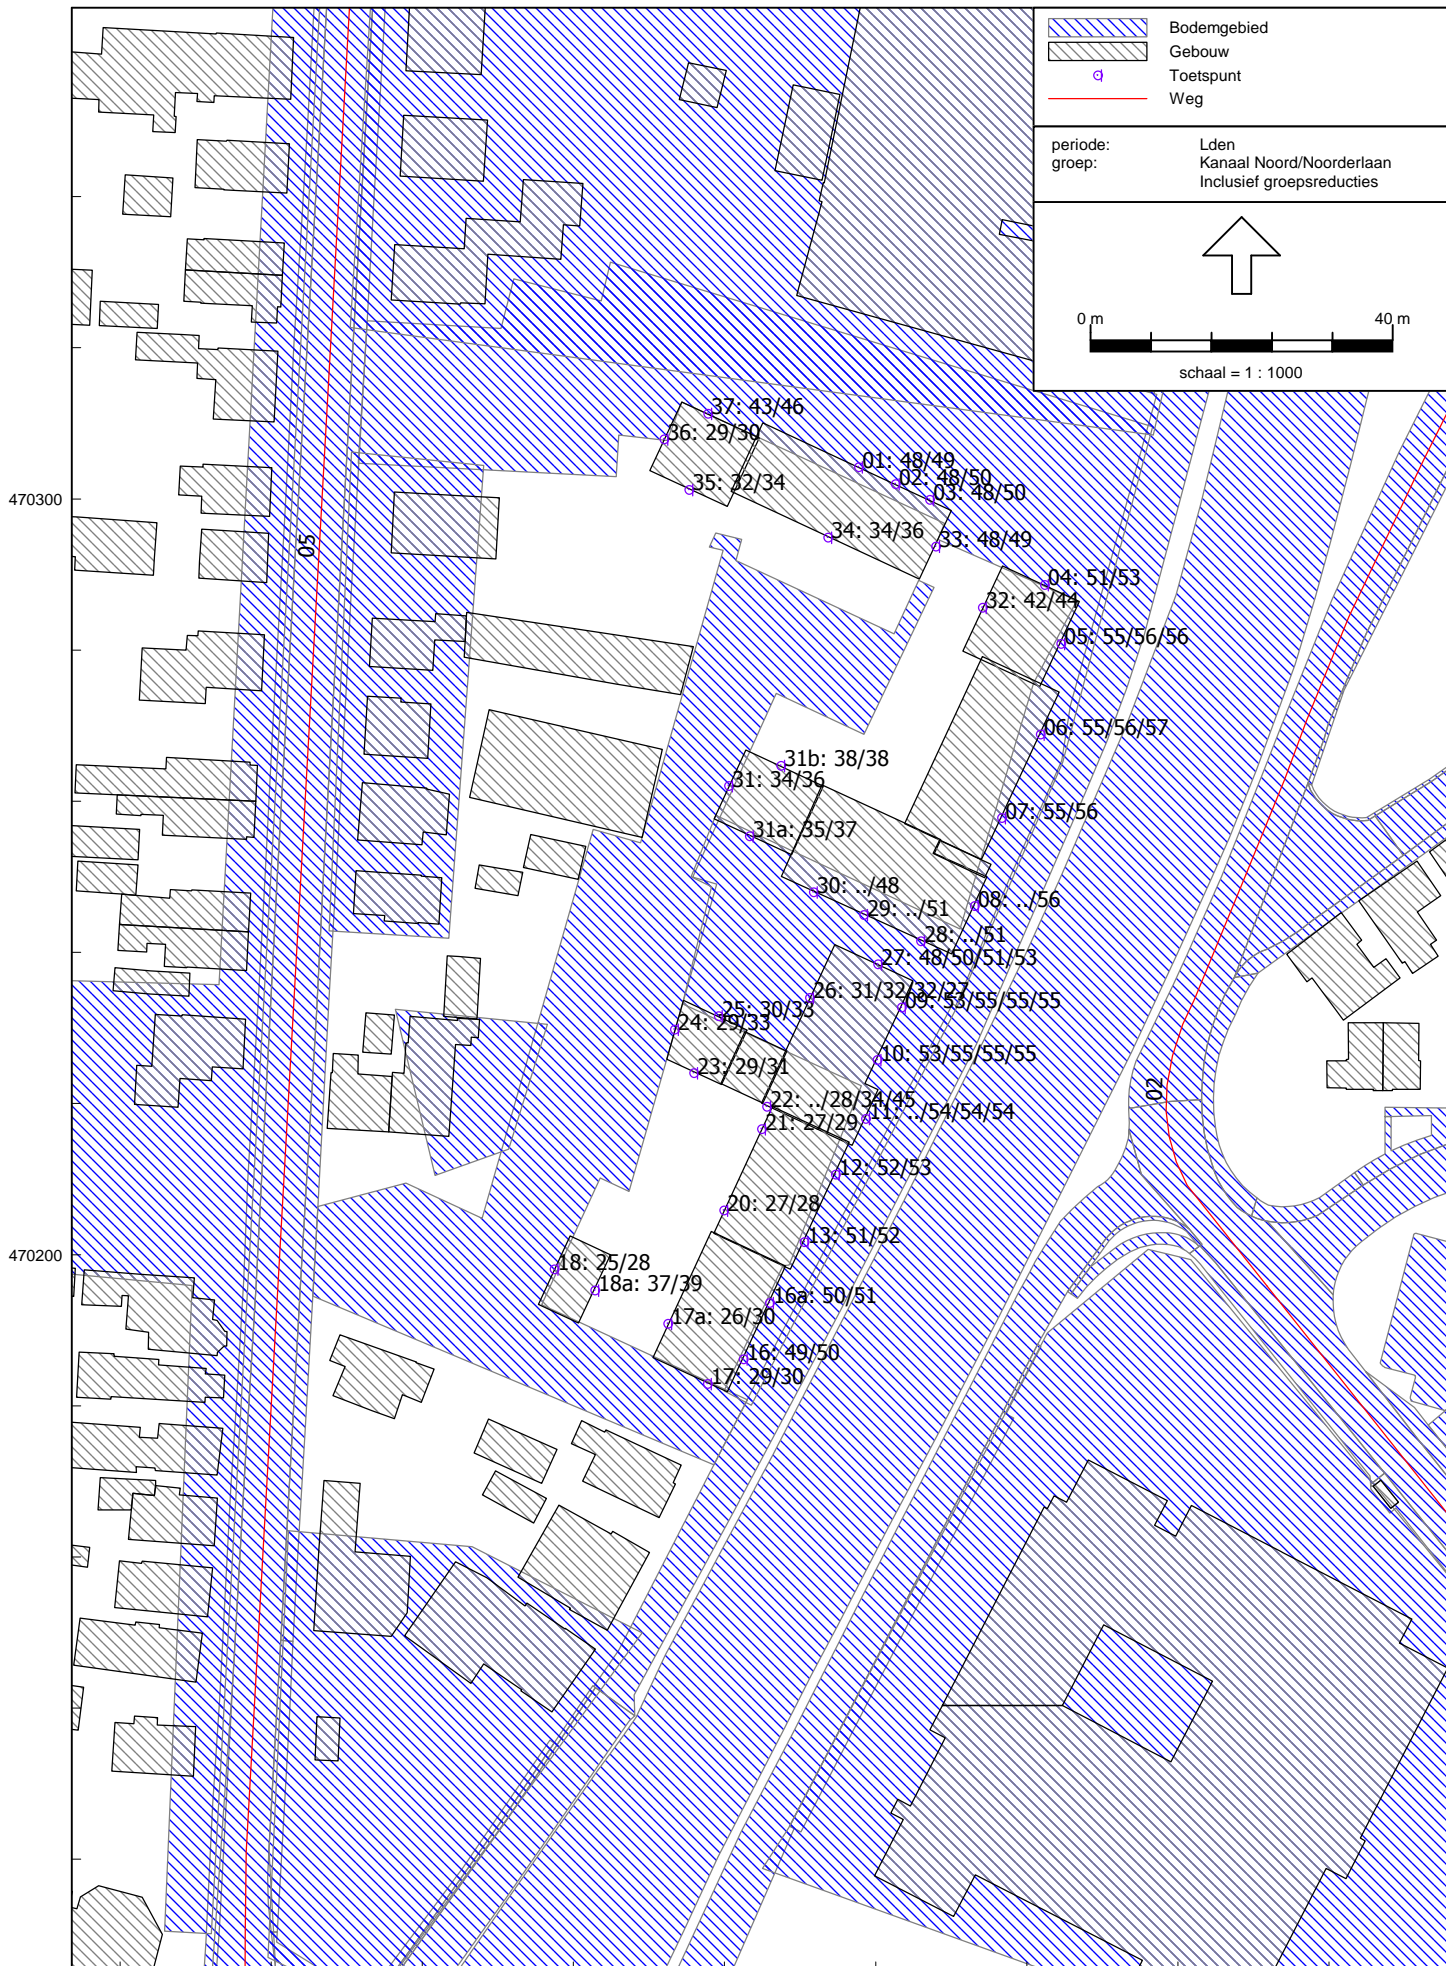 Bodemgebied
Gebouw
Toetspunt
Weg
periode: Lden
groep: Kanaal Noord/Noorderlaan
Inclusief groepsreducties
0 m 40 m
schaal = 1 : 1000
37: 43/46
36: 29/30
01: 48/49
02: 48/50
35: 32/34
03: 48/50
470300
34: 34/36
33: 48/49
05
04: 51/53
32: 42/44
05: 55/56/56
06: 55/56/57
31b: 38/38
31: 34/36
07: 55/56
31a: 35/37
30: ../48
08: ../56
29: ../51
28: ../51
27: 48/50/51/53
26: 31/32/32/27
09: 53/55/55/55
25: 30/33
24: 29/33
10: 53/55/55/55
23: 29/31
02
22: ../28/34/45
11: ../54/54/54
21: 27/29
12: 52/53
20: 27/28
13: 51/52
470200
18: 25/28
18a: 37/39
16a: 50/51
17a: 26/30
16: 49/50
17: 29/30